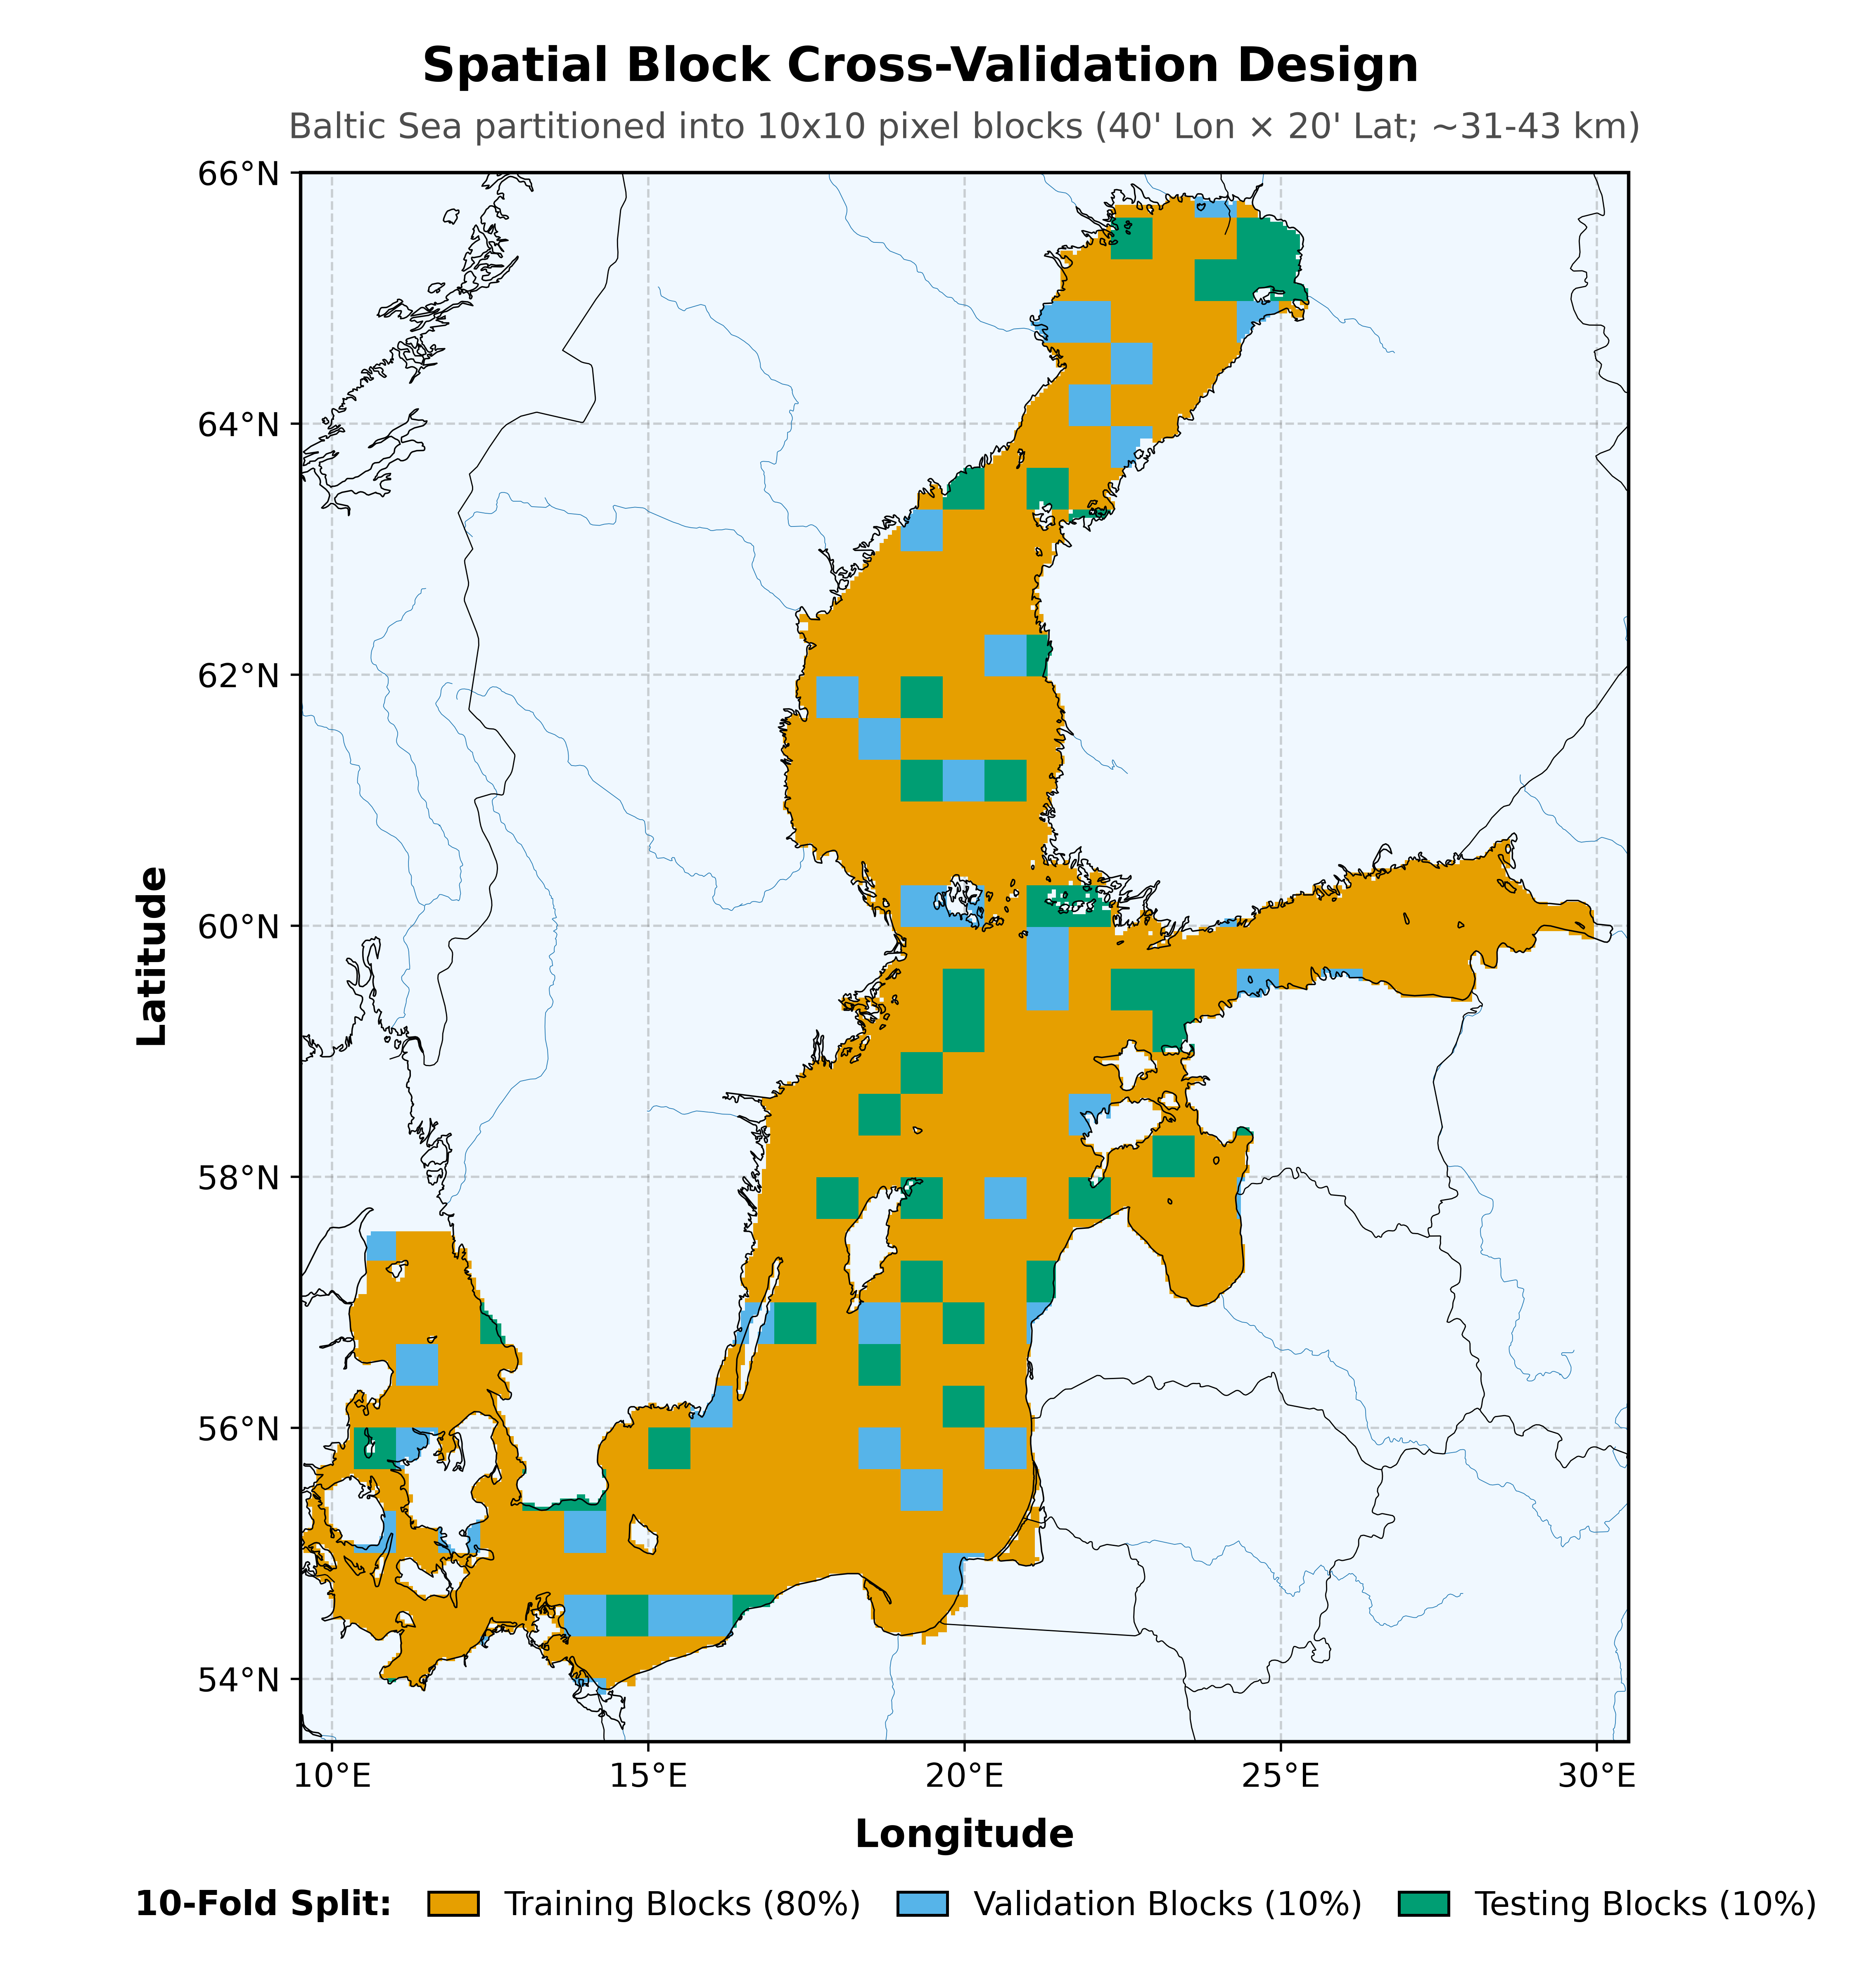 Spatial Block Cross-Validation Design
Baltic Sea partitioned into 10x10 pixel blocks (40' Lon × 20' Lat; ~31-43 km)
66°N
64°N
62°N
60°N
58°N
56°N
54°N
Latitude
10°E 15°E 20°E 25°E 30°E
Longitude
10-Fold Split: Training Blocks (80%) Validation Blocks (10%) Testing Blocks (10%)